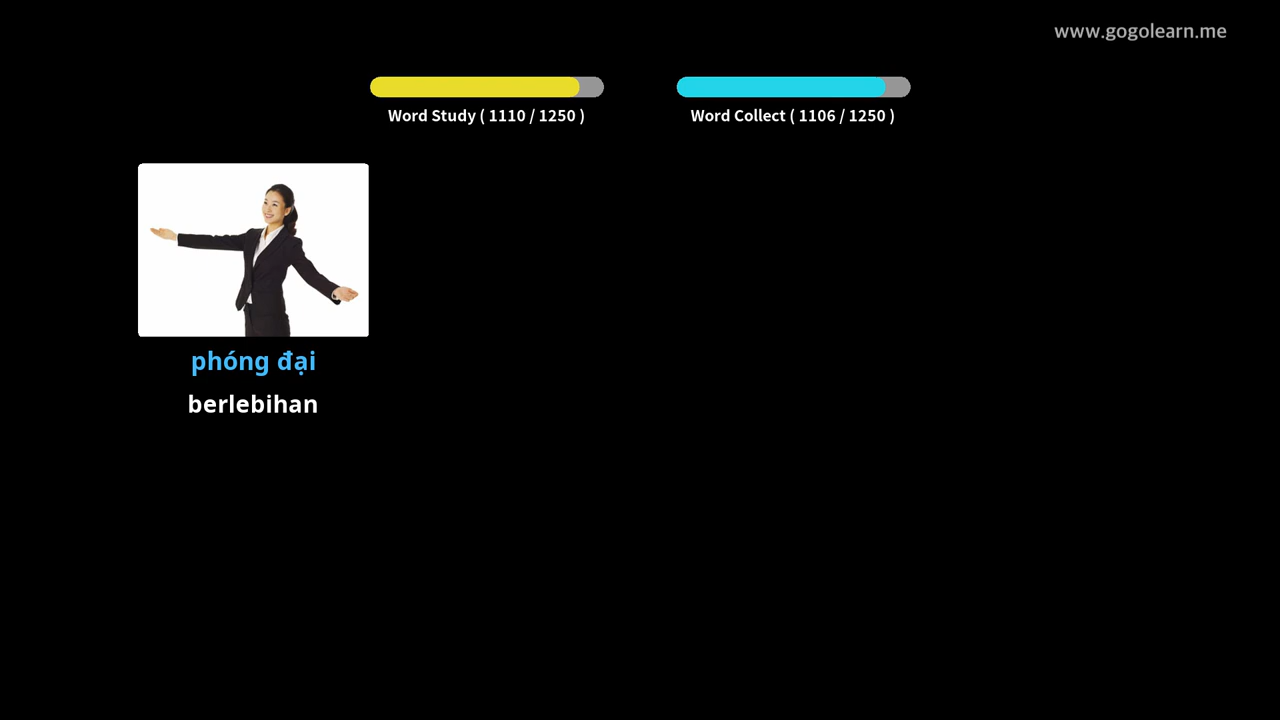 www.gogolearn.me
Word Study ( 1110 / 1250 )
Word Collect ( 1106 / 1250 )
phóng đại
berlebihan